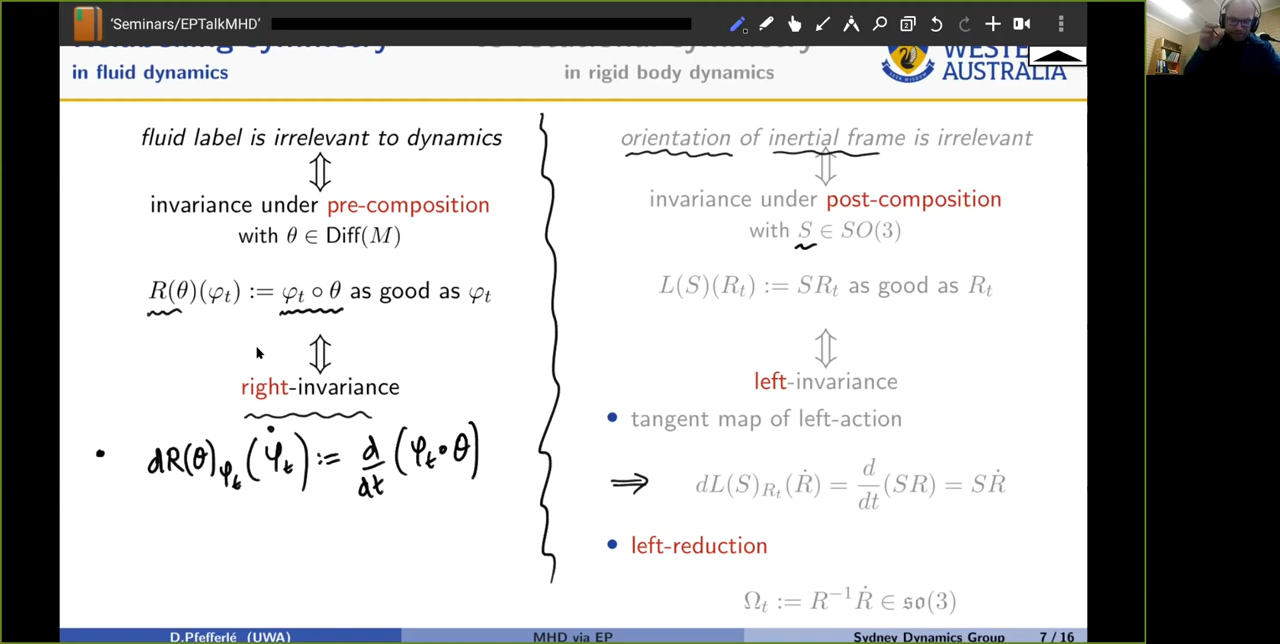 'Seminars/EPTalkMHD'
in fluid dynamics
in rigid body dynamics
WESTERN
AUSTRALIA
fluid label is irrelevant to dynamics
⇕
invariance under pre-composition
with θ ∈ Diff(M)
R(θ)(φ_t) := φ_t ∘ θ as good as φ_t
⇕
right-invariance
• dR(θ)_{φ_t}(φ̇_t) := d/dt (φ_t ∘ θ)
orientation of inertial frame is irrelevant
⇕
invariance under post-composition
with S ∈ SO(3)
L(S)(R_t) := SR_t as good as R_t
⇕
left-invariance
• tangent map of left-action
⇒ dL(S)_{R_t}(Ṙ) = d/dt (SR) = SṘ
• left-reduction
Ω_t := R⁻¹Ṙ ∈ 𝔰𝔬(3)
D.Pfefferlé (UWA)
MHD via EP
Sydney Dynamics Group
7 / 16